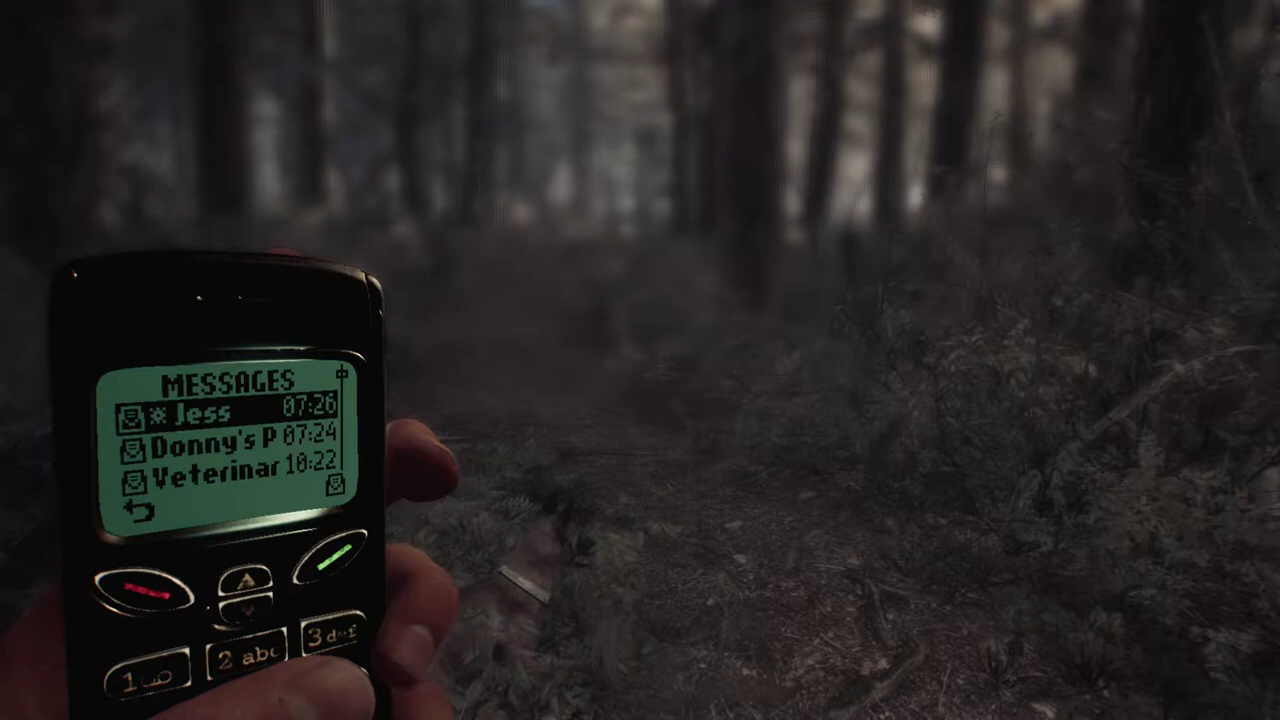 MESSAGES
Jess 07:26
Donny's P 07:24
Veterinar 10:22
1
2 abc
3 def